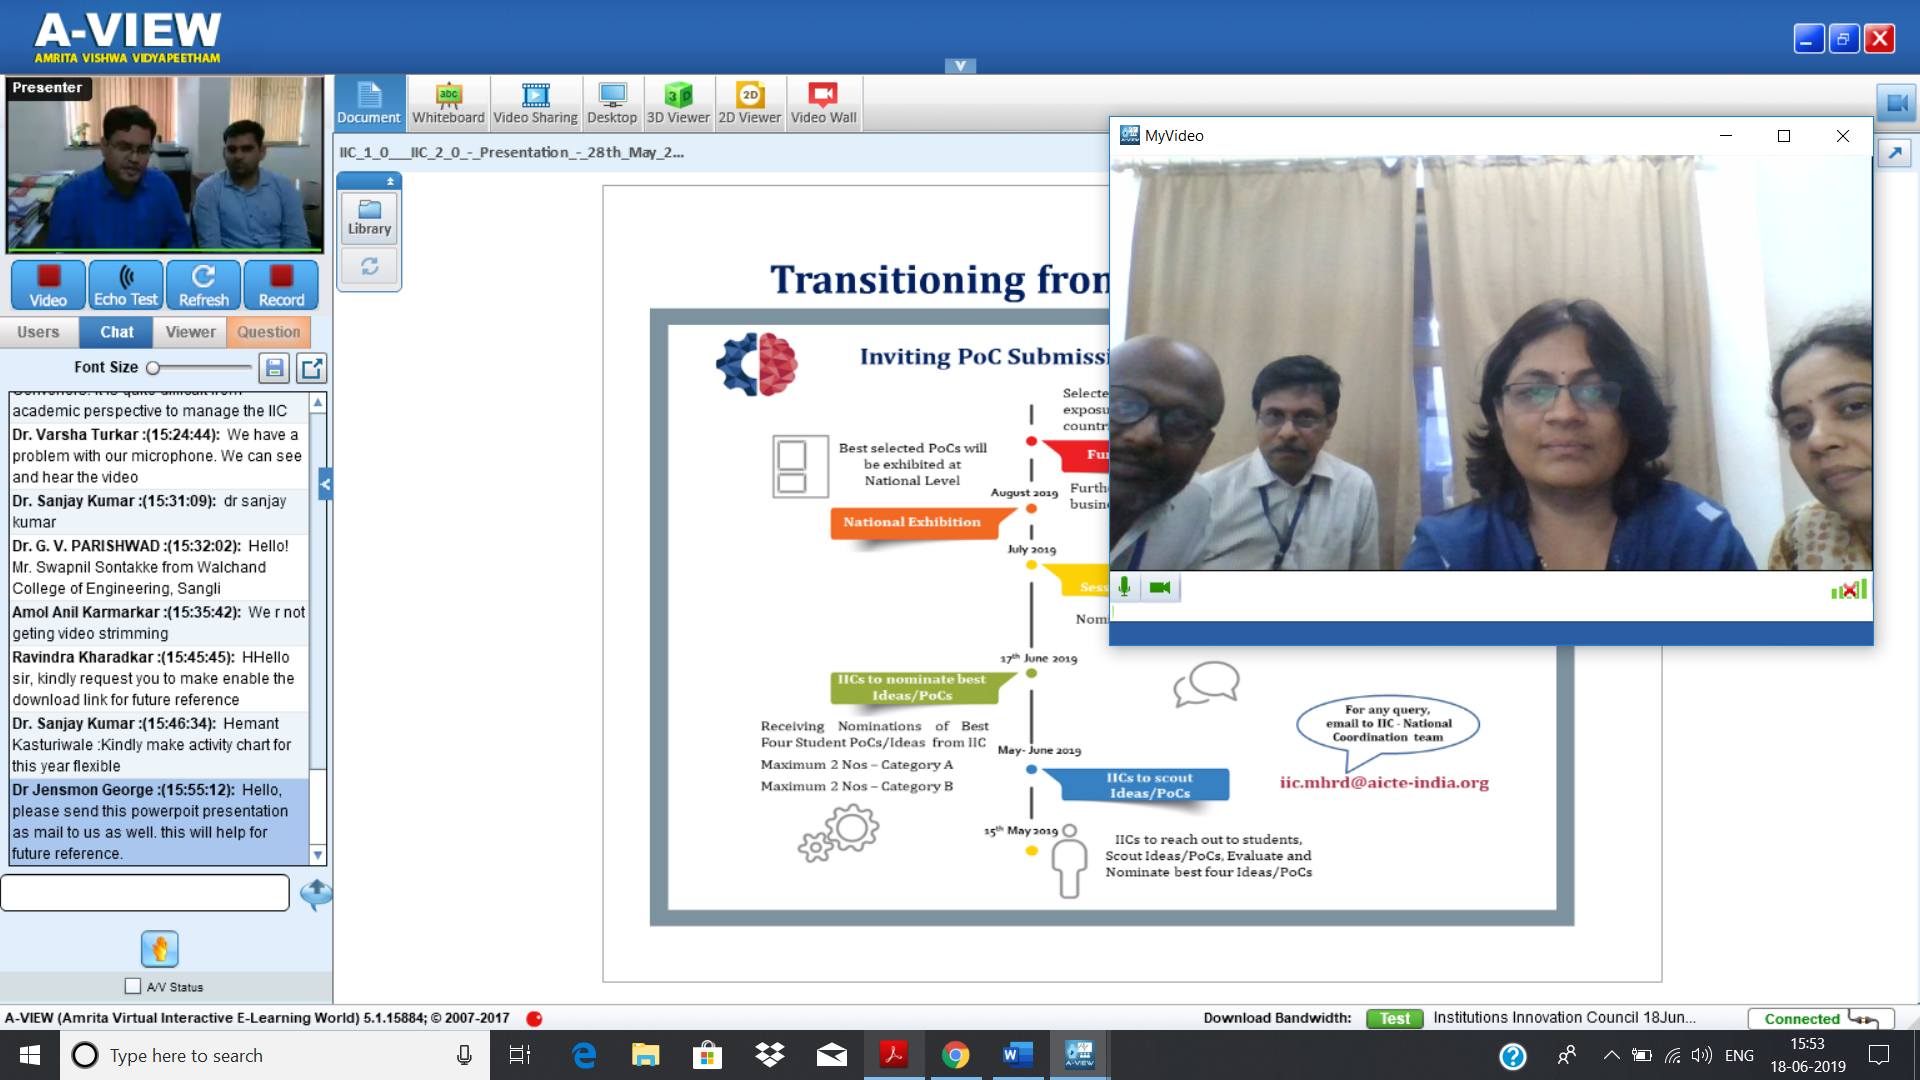 A-VIEW
AMRITA VISHWA VIDYAPEETHAM
Presenter
Document
Whiteboard
Video Sharing
Desktop
3D Viewer
2D Viewer
Video Wall
IIC_1_0___IIC_2_0_-_Presentation_-_28th_May_2...
Library
Video
Echo Test
Refresh
Record
Users
Chat
Viewer
Question
Font Size
academic perspective to manage the IIC
Dr. Varsha Turkar :(15:24:44): We have a
problem with our microphone. We can see
and hear the video
Dr. Sanjay Kumar :(15:31:09): dr sanjay
kumar
Dr. G. V. PARISHWAD :(15:32:02): Hello!
Mr. Swapnil Sontakke from Walchand
College of Engineering, Sangli
Amol Anil Karmarkar :(15:35:42): We r not
geting video strimming
Ravindra Kharadkar :(15:45:45): HHello
sir, kindly request you to make enable the
download link for future reference
Dr. Sanjay Kumar :(15:46:34): Hemant
Kasturiwale :Kindly make activity chart for
this year flexible
Dr Jensmon George :(15:55:12): Hello,
please send this powerpoit presentation
as mail to us as well. this will help for
future reference.
A/V Status
Transitioning from
Inviting PoC Submissi
Selecte
exposu
countri
Best selected PoCs will
be exhibited at
National Level
Fu
August 2019
Furth
busine
National Exhibition
July 2019
Sess
Nomi
17th June 2019
IICs to nominate best
Ideas/PoCs
Receiving Nominations of Best
Four Student PoCs/Ideas from IIC
Maximum 2 Nos – Category A
Maximum 2 Nos – Category B
May- June 2019
IICs to scout
Ideas/PoCs
15th May 2019
IICs to reach out to students,
Scout Ideas/PoCs, Evaluate and
Nominate best four Ideas/PoCs
For any query,
email to IIC - National
Coordination team
iic.mhrd@aicte-india.org
MyVideo
A-VIEW (Amrita Virtual Interactive E-Learning World) 5.1.15884; © 2007-2017
Download Bandwidth:
Test
Institutions Innovation Council 18Jun...
Connected
Type here to search
ENG
15:53
18-06-2019